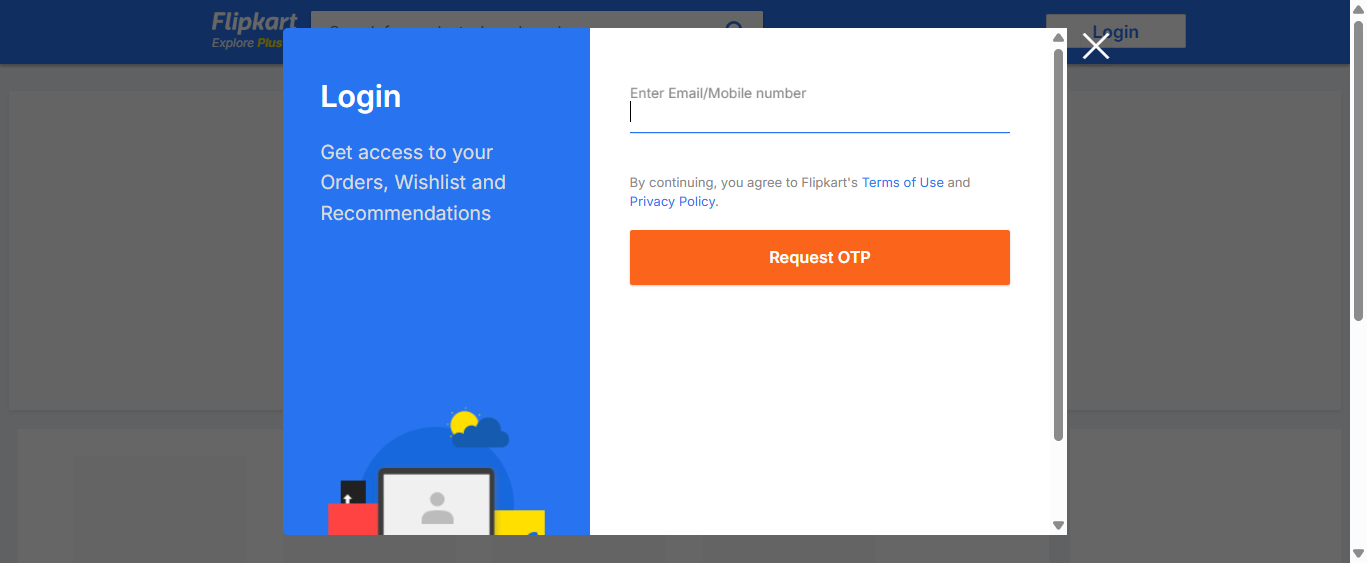 Flipkart
Explore Plus
Login
Login
Get access to your
Orders, Wishlist and
Recommendations
Enter Email/Mobile number
By continuing, you agree to Flipkart's Terms of Use and
Privacy Policy.
Request OTP